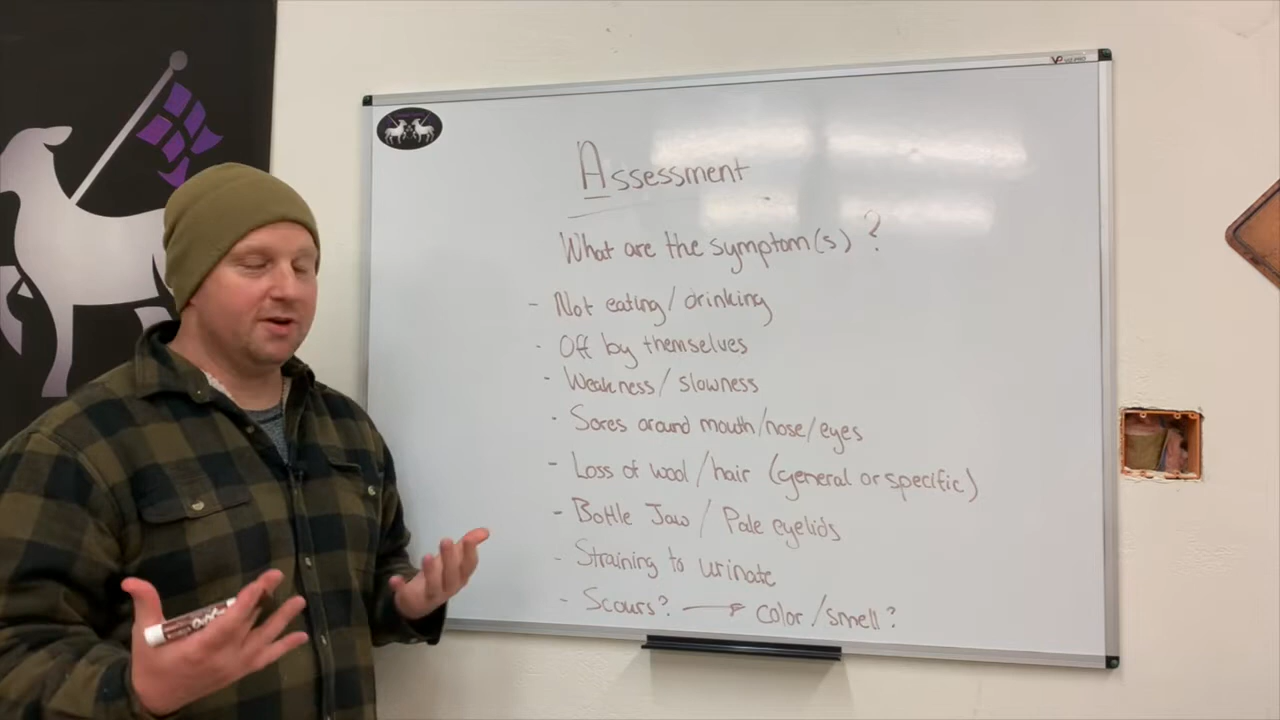 Assessment
What are the symptom(s)?
- Not eating/drinking
- Off by themselves
- Weakness/slowness
- Sores around mouth/nose/eyes
- Loss of wool/hair (general or specific)
- Bottle Jaw/Pale eyelids
- Straining to urinate
- Scours? → color/smell?